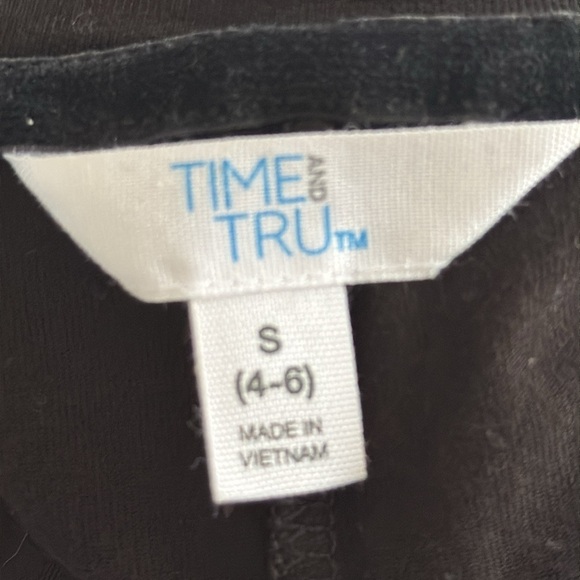 TIME AND
TRU™
S
(4-6)
MADE IN
VIETNAM